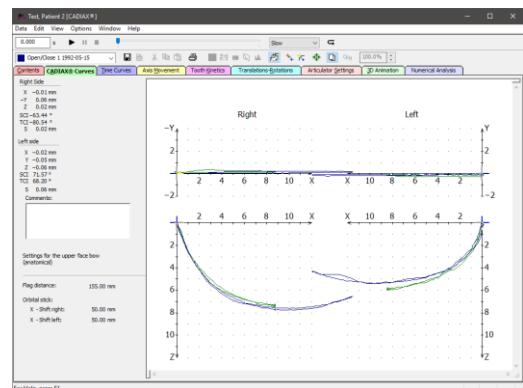 Test, Patient 2 [CADIAX®]
Data Edit View Options Window Help
0.000 s Slow
Open/Close 1 1992-05-15 100.0%
Contents CADIAX® Curves Time Curves Axis Movement Tooth Kinetics Translations-Rotations Articulator Settings 3D Animation Numerical Analysis
Right Side
X -0.01 mm
-Y 0.06 mm
Z 0.02 mm
SCI -63.44 °
TCI -80.54 °
S 0.02 mm
Left side
X -0.02 mm
Y -0.05 mm
Z -0.06 mm
SCI 71.57 °
TCI 68.20 °
S 0.06 mm
Comments:
Settings for the upper face bow
(anatomical)
Flag distance: 155.00 mm
Orbital stick:
X - Shift right: 50.00 mm
X - Shift left: 50.00 mm
Right Left
-Y -Y
2 2
2 4 6 8 10 X X 10 8 6 4 2
-2 -2
2 4 6 8 10 X X 10 8 6 4 2
2 2
4 4
6 6
8 8
10 10
Z Z